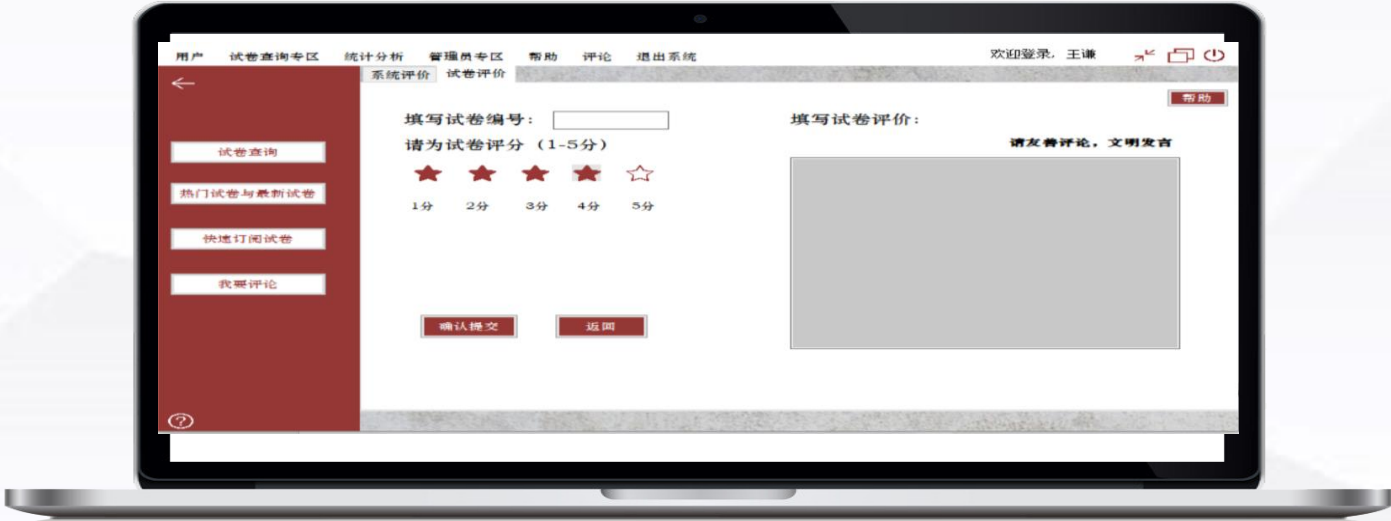 用户 试卷查询专区 统计分析 管理员专区 帮助 评论 退出系统 欢迎登录，王谦
系统评价 试卷评价
帮助
填写试卷编号：
请为试卷评分（1-5分）
1分 2分 3分 4分 5分
确认提交 返回
填写试卷评价：
请友善评论，文明发言
试卷查询
热门试卷与最新试卷
快速订阅试卷
我要评论
?